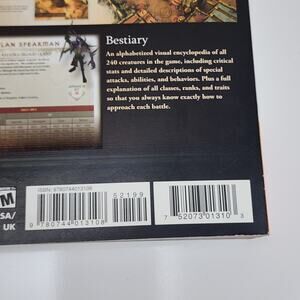 LAN SPEARMAN
Bestiary
An alphabetized visual encyclopedia of all
240 creatures in the game, including critical
stats and detailed descriptions of special
attacks, abilities, and behaviors. Plus a full
explanation of all classes, ranks, and traits
so that you always know exactly how to
approach each battle.
M
SA/
UK
ISBN: 9780744013108
52199
9 780744 013108
7 52073 01310 3